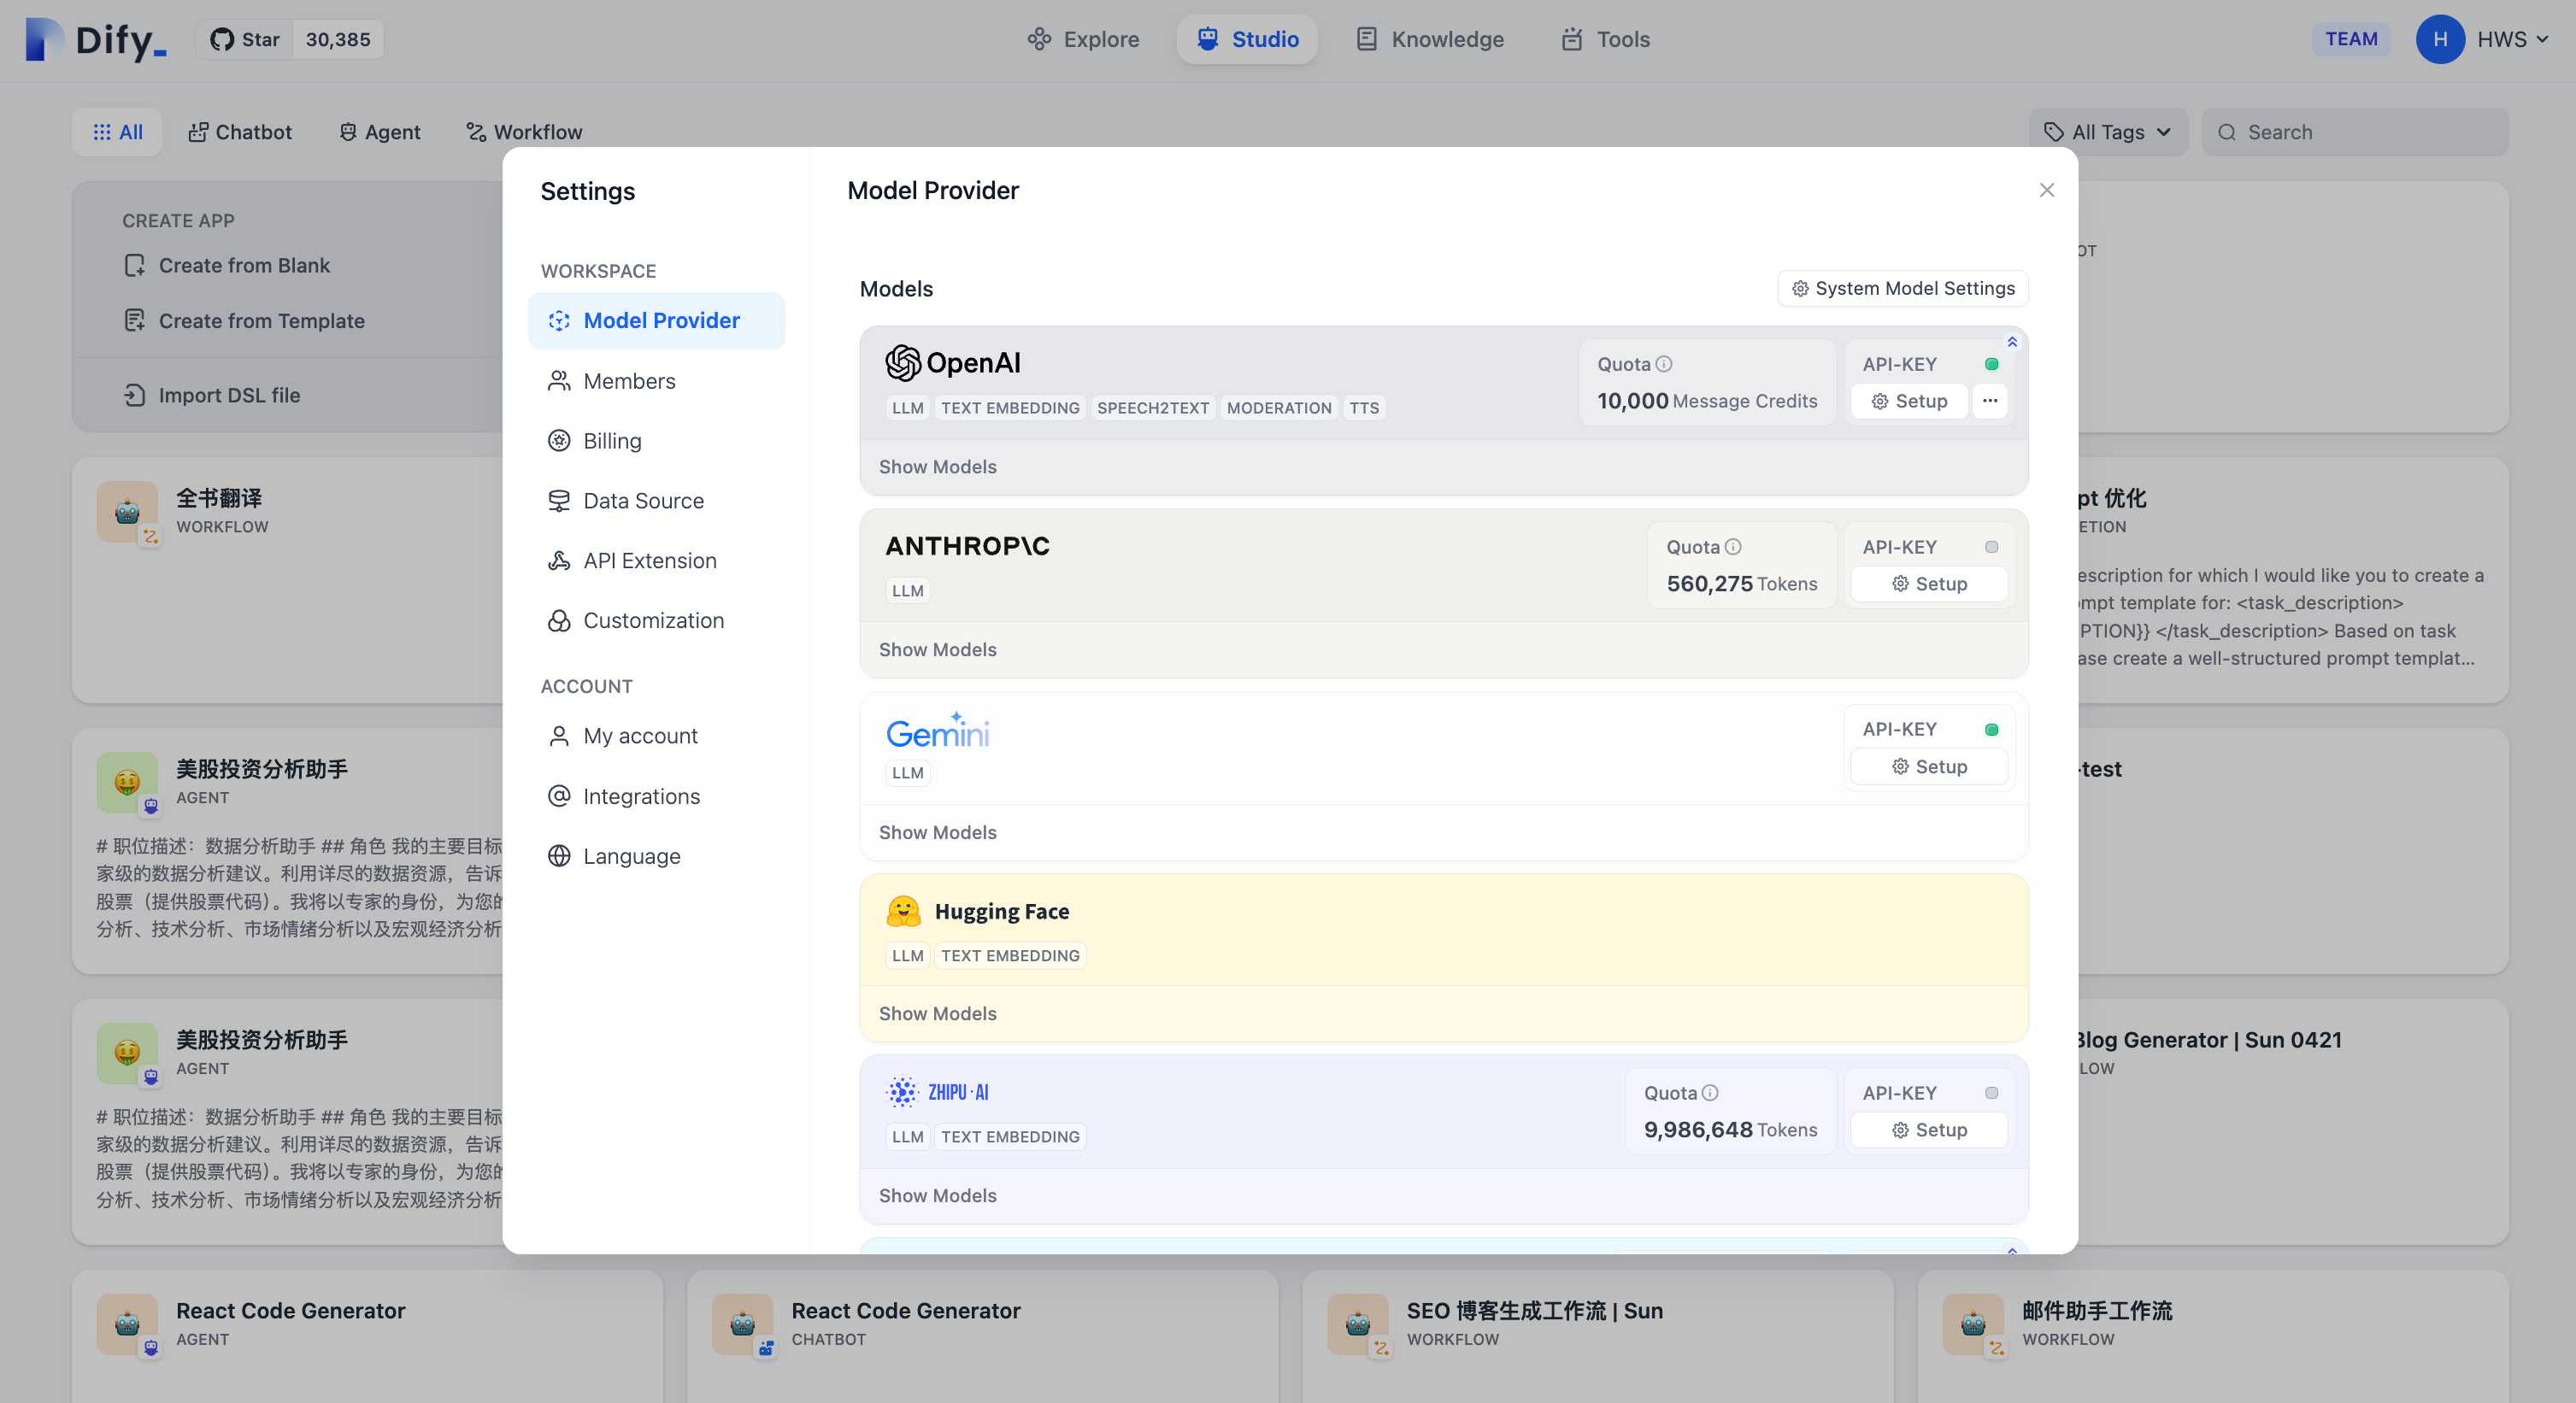 Dify_
Star 30,385
Explore
Studio
Knowledge
Tools
TEAM
H
HWS
All
Chatbot
Agent
Workflow
All Tags
Search
CREATE APP
Create from Blank
Create from Template
Import DSL file
全书翻译
WORKFLOW
美股投资分析助手
AGENT
# 职位描述：数据分析助手 ## 角色 我的主要目标
家级的数据分析建议。利用详尽的数据资源，告诉
股票（提供股票代码）。我将以专家的身份，为您的
分析、技术分析、市场情绪分析以及宏观经济分析
美股投资分析助手
AGENT
# 职位描述：数据分析助手 ## 角色 我的主要目标
家级的数据分析建议。利用详尽的数据资源，告诉
股票（提供股票代码）。我将以专家的身份，为您的
分析、技术分析、市场情绪分析以及宏观经济分析
Settings
WORKSPACE
Model Provider
Members
Billing
Data Source
API Extension
Customization
ACCOUNT
My account
Integrations
Language
Model Provider
Models
System Model Settings
OpenAI
LLM TEXT EMBEDDING SPEECH2TEXT MODERATION TTS
Quota
10,000 Message Credits
API-KEY
Setup
Show Models
ANTHROP\C
LLM
Quota
560,275 Tokens
API-KEY
Setup
Show Models
Gemini
LLM
API-KEY
Setup
Show Models
Hugging Face
LLM TEXT EMBEDDING
Show Models
ZHIPU·AI
LLM TEXT EMBEDDING
Quota
9,986,648 Tokens
API-KEY
Setup
Show Models
OT
pt 优化
ETION
escription for which I would like you to create a
mpt template for: <task_description>
PTION}} </task_description> Based on task
ase create a well-structured prompt templat...
-test
Blog Generator | Sun 0421
LOW
React Code Generator
AGENT
React Code Generator
CHATBOT
SEO 博客生成工作流 | Sun
WORKFLOW
邮件助手工作流
WORKFLOW